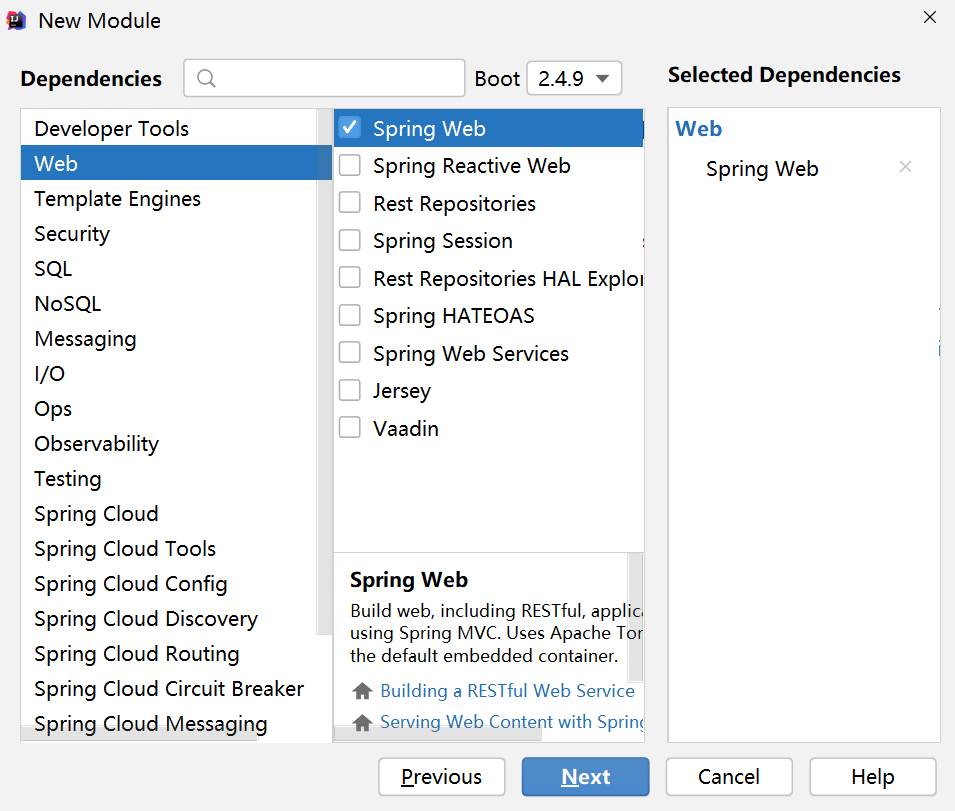 New Module
Dependencies
Boot 2.4.9
Selected Dependencies
Developer Tools
Web
Template Engines
Security
SQL
NoSQL
Messaging
I/O
Ops
Observability
Testing
Spring Cloud
Spring Cloud Tools
Spring Cloud Config
Spring Cloud Discovery
Spring Cloud Routing
Spring Cloud Circuit Breaker
Spring Cloud Messaging
Spring Web
Spring Reactive Web
Rest Repositories
Spring Session
Rest Repositories HAL Explor
Spring HATEOAS
Spring Web Services
Jersey
Vaadin
Spring Web
Build web, including RESTful, applica
using Spring MVC. Uses Apache Tom
the default embedded container.
Building a RESTful Web Service
Serving Web Content with Spring
Web
Spring Web
Previous
Next
Cancel
Help